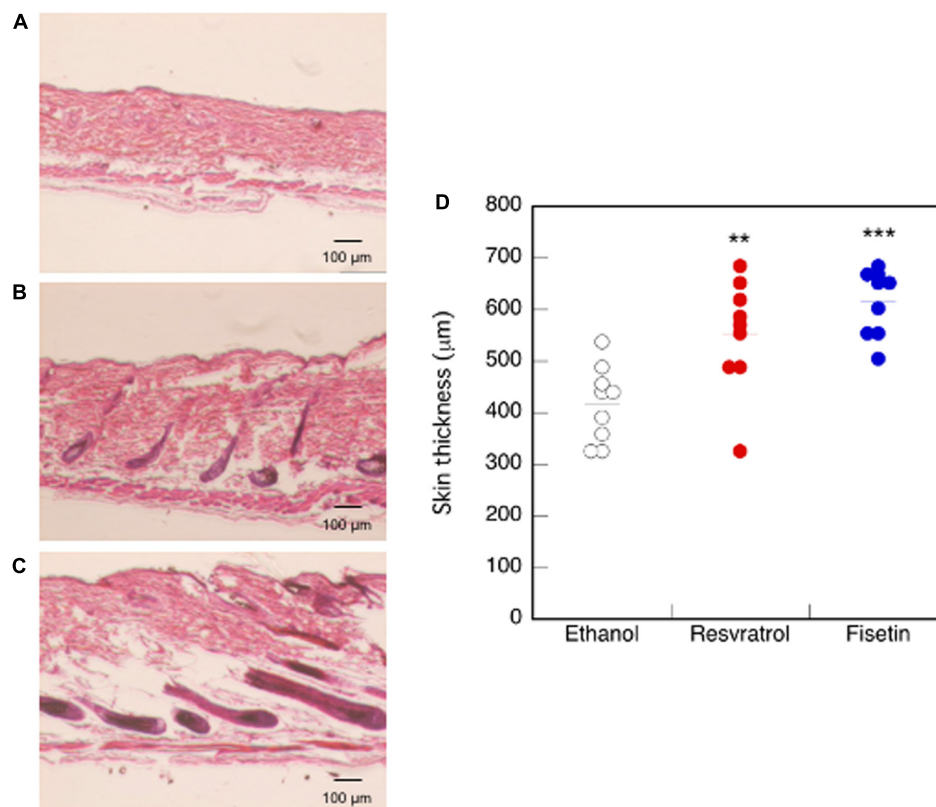 A
100 µm
B
100 µm
C
100 µm
D
Skin thickness (µm)
800
700
600
500
400
300
200
100
0
**
***
Ethanol
Resvratrol
Fisetin